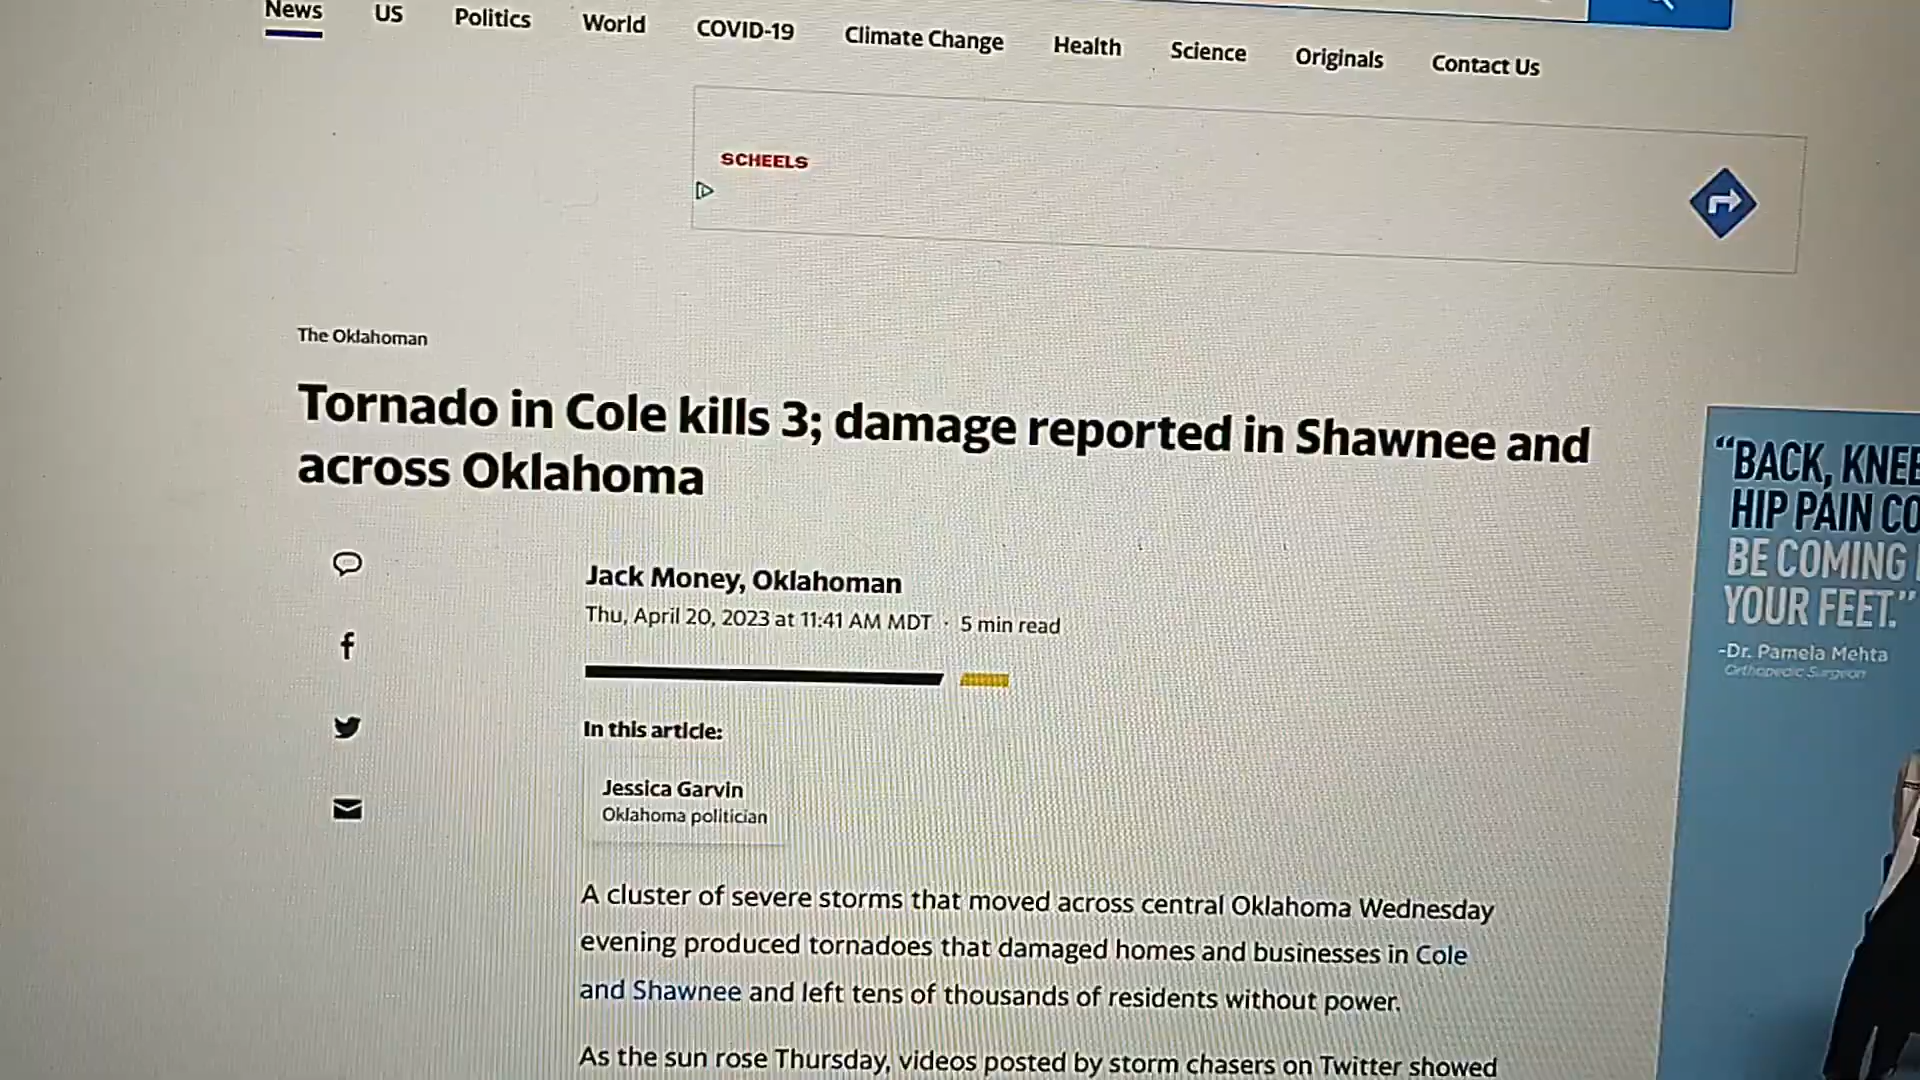 News US Politics World COVID-19 Climate Change Health Science Originals Contact Us
SCHEELS
The Oklahoman
Tornado in Cole kills 3; damage reported in Shawnee and
across Oklahoma
Jack Money, Oklahoman
Thu, April 20, 2023 at 11:41 AM MDT · 5 min read
In this article:
Jessica Garvin
Oklahoma politician
A cluster of severe storms that moved across central Oklahoma Wednesday
evening produced tornadoes that damaged homes and businesses in Cole
and Shawnee and left tens of thousands of residents without power.
As the sun rose Thursday, videos posted by storm chasers on Twitter showed
"BACK, KNEE
HIP PAIN CO
BE COMING
YOUR FEET."
-Dr. Pamela Mehta
Orthopedic Surgeon